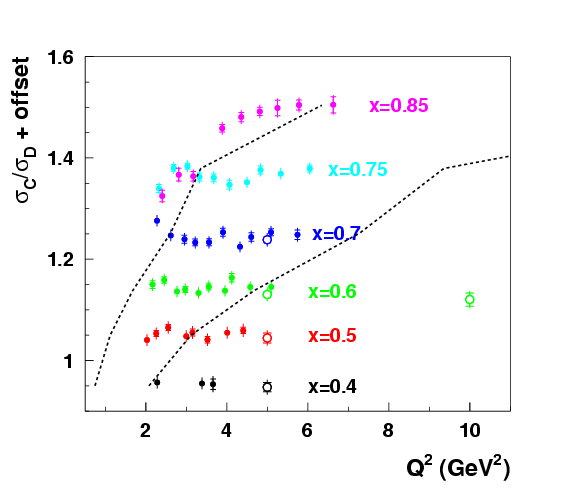 σC/σD + offset
1.6
1.4
1.2
1
x=0.85
x=0.75
x=0.7
x=0.6
x=0.5
x=0.4
2
4
6
8
10
Q² (GeV²)